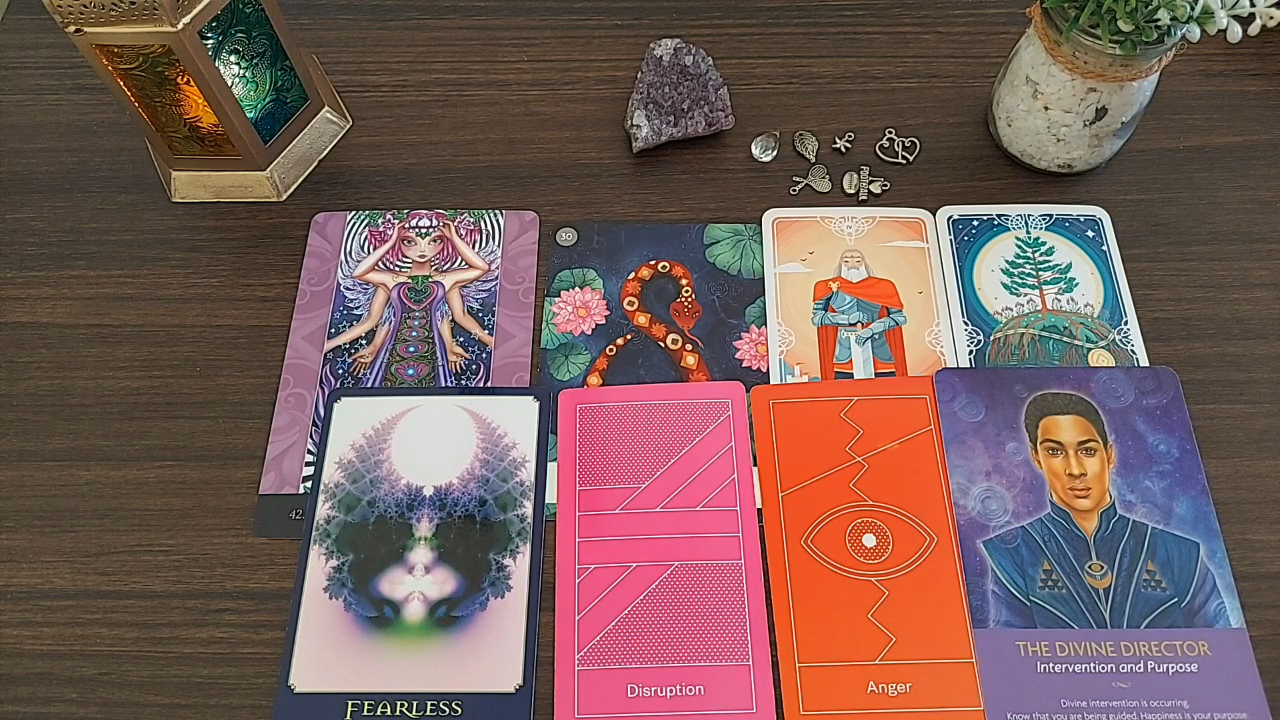 30
IV
42.
FEARLESS
Disruption
Anger
THE DIVINE DIRECTOR
Intervention and Purpose
Divine intervention is occurring.
Know that you are being guided. Happiness is your purpose